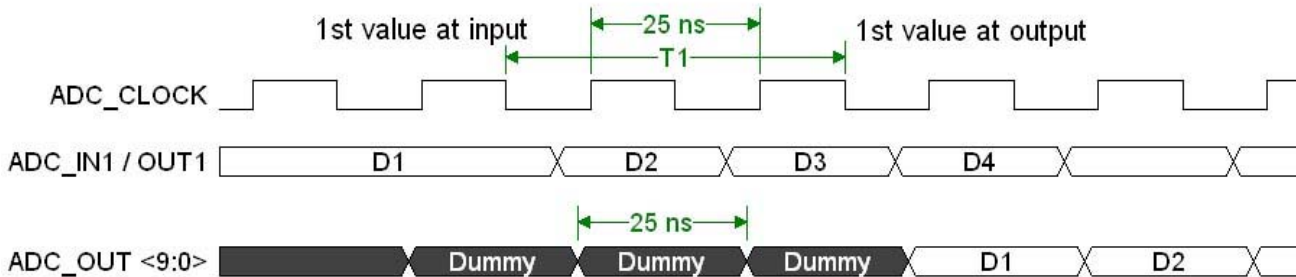 1st value at input
25 ns
1st value at output
T1
ADC_CLOCK
ADC_IN1 / OUT1
D1
D2
D3
D4
25 ns
ADC_OUT <9:0>
Dummy
Dummy
Dummy
D1
D2